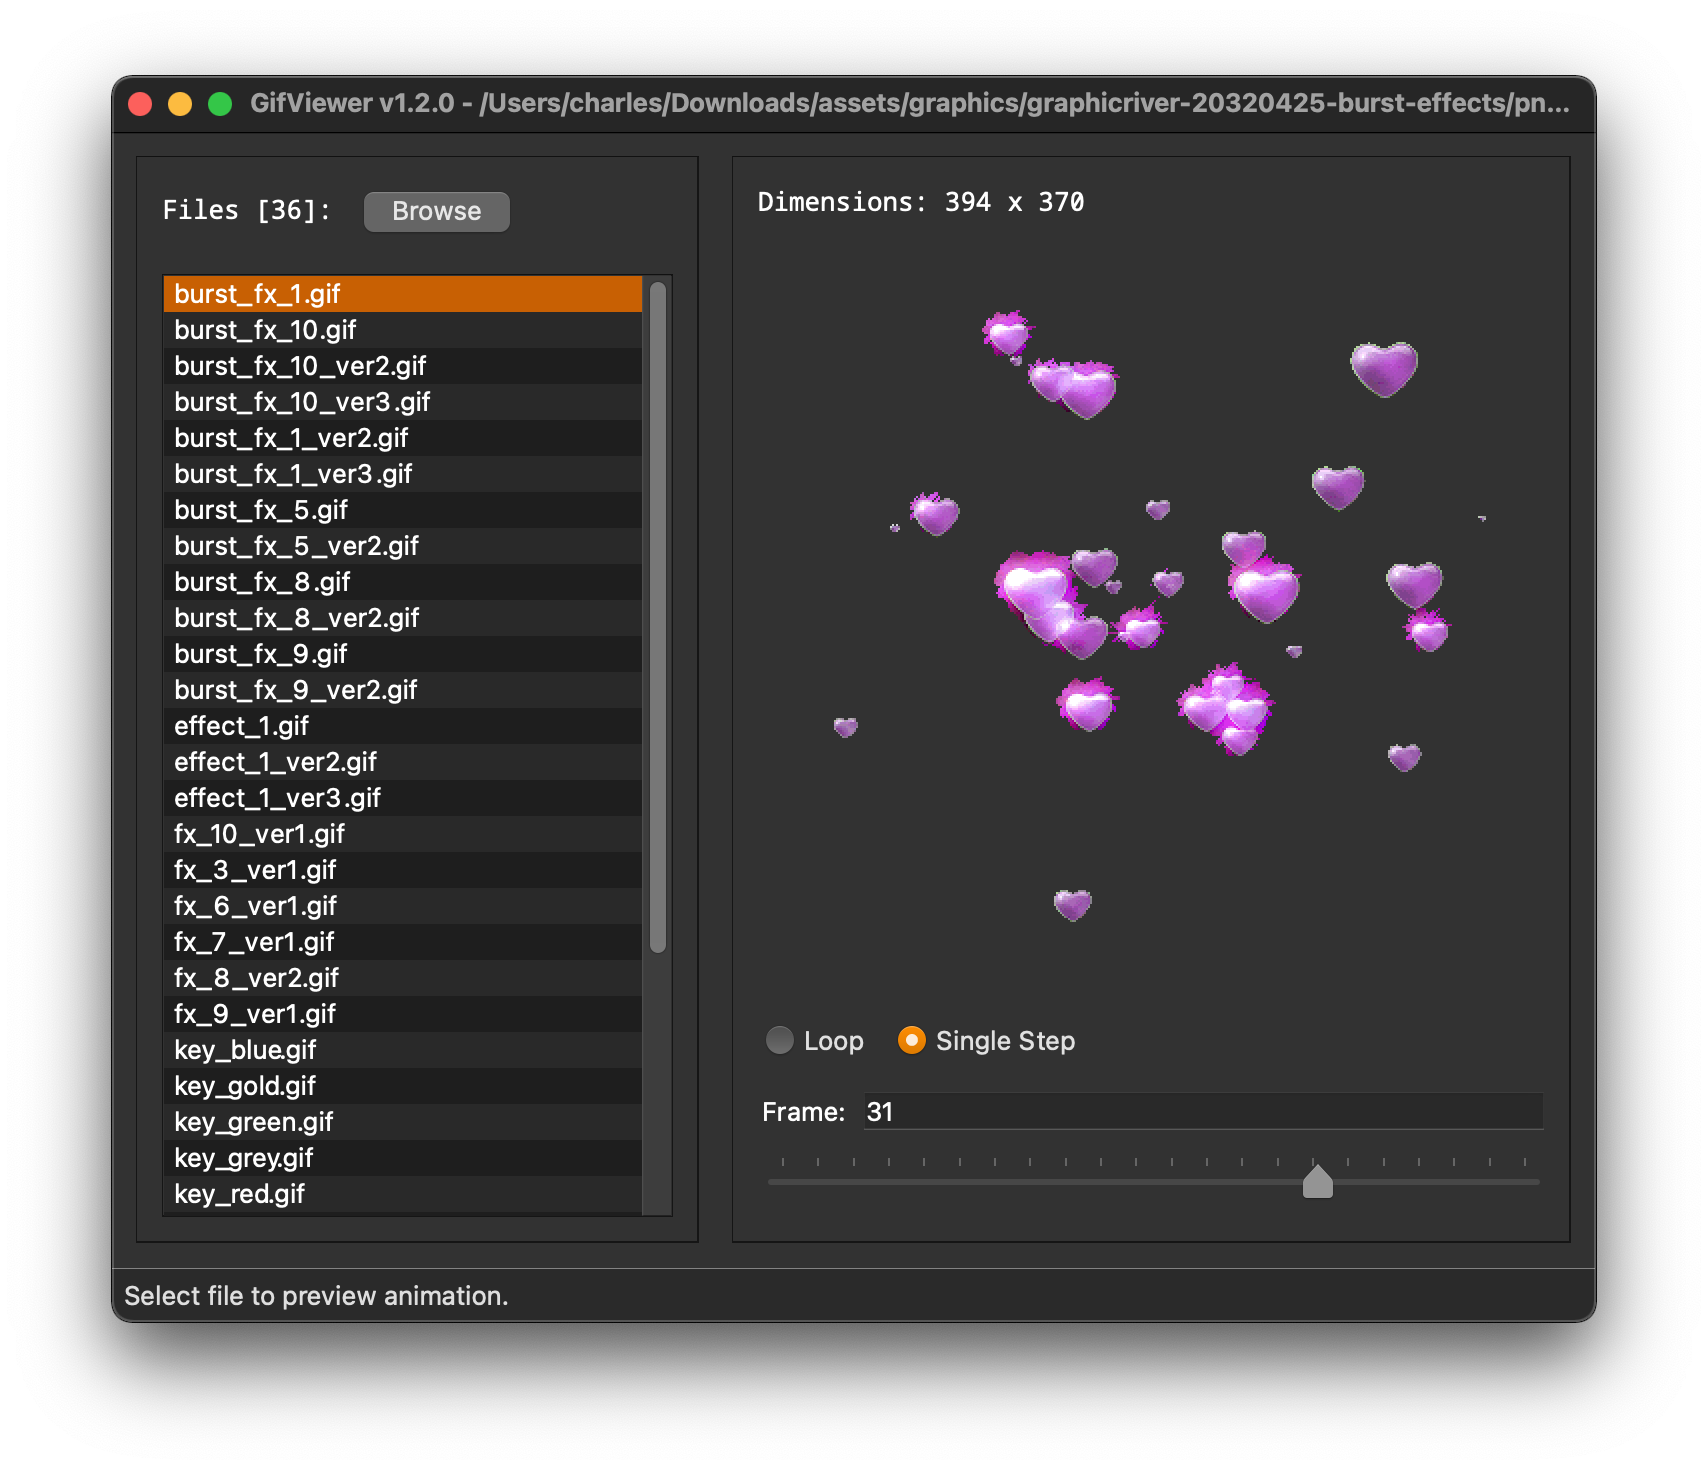 GifViewer v1.2.0 - /Users/charles/Downloads/assets/graphics/graphicriver-20320425-burst-effects/pn...
Files [36]:
Browse
burst_fx_1.gif
burst_fx_10.gif
burst_fx_10_ver2.gif
burst_fx_10_ver3.gif
burst_fx_1_ver2.gif
burst_fx_1_ver3.gif
burst_fx_5.gif
burst_fx_5_ver2.gif
burst_fx_8.gif
burst_fx_8_ver2.gif
burst_fx_9.gif
burst_fx_9_ver2.gif
effect_1.gif
effect_1_ver2.gif
effect_1_ver3.gif
fx_10_ver1.gif
fx_3_ver1.gif
fx_6_ver1.gif
fx_7_ver1.gif
fx_8_ver2.gif
fx_9_ver1.gif
key_blue.gif
key_gold.gif
key_green.gif
key_grey.gif
key_red.gif
Dimensions: 394 x 370
Loop
Single Step
Frame: 31
Select file to preview animation.